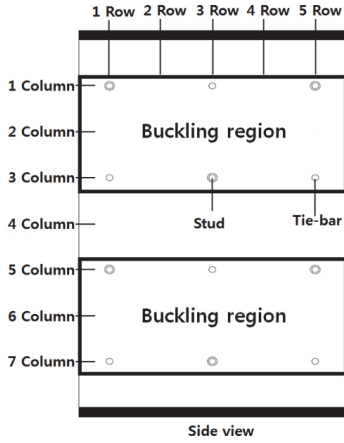 1 Row 2 Row 3 Row 4 Row 5 Row
1 Column
2 Column
Buckling region
3 Column
Stud
Tie-bar
4 Column
5 Column
6 Column
Buckling region
7 Column
Side view